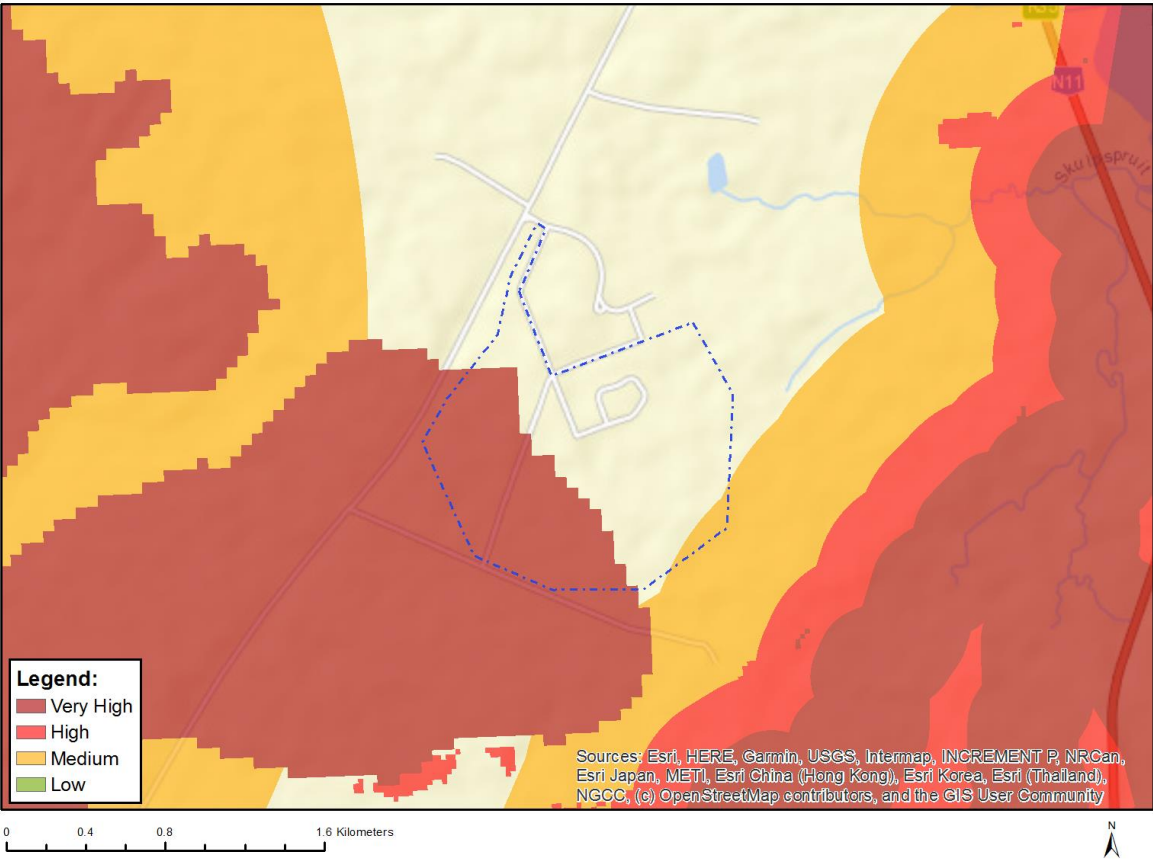 R35
N11
Skulpspruit
Legend:
Very High
High
Medium
Low
Sources: Esri, HERE, Garmin, USGS, Intermap, INCREMENT P, NRCan,
Esri Japan, METI, Esri China (Hong Kong), Esri Korea, Esri (Thailand),
NGCC, (c) OpenStreetMap contributors, and the GIS User Community
0 0.4 0.8 1.6 Kilometers
N